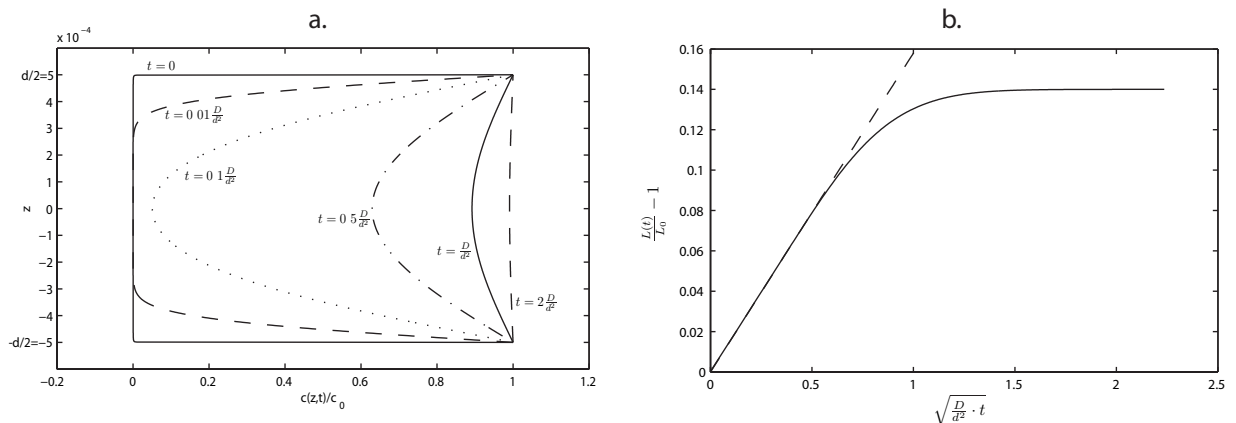 a.
x 10⁻⁴
d/2=5
4
3
2
1
0
−1
−2
−3
−4
-d/2=−5
z
t = 0
t = 0 01 D/d²
t = 0 1 D/d²
t = 0 5 D/d²
t = D/d²
t = 2 D/d²
−0.2 0 0.2 0.4 0.6 0.8 1 1.2
c(z,t)/c₀
b.
0.16
0.14
0.12
0.1
0.08
0.06
0.04
0.02
0
L(t)/L₀ − 1
0 0.5 1 1.5 2 2.5
√(D/d² · t)